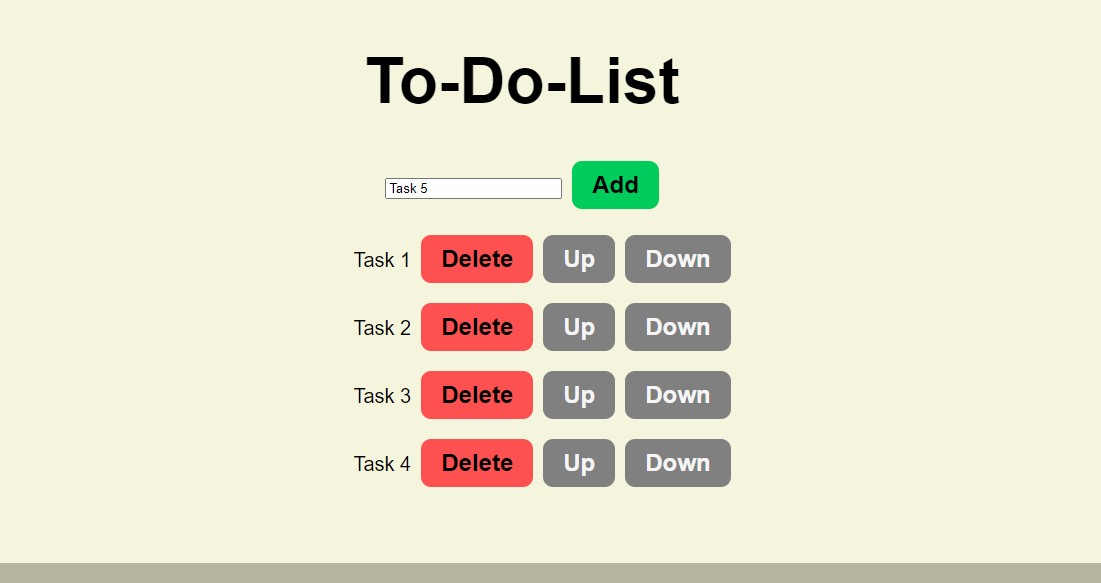 To-Do-List
Task 5 Add
Task 1 Delete Up Down
Task 2 Delete Up Down
Task 3 Delete Up Down
Task 4 Delete Up Down